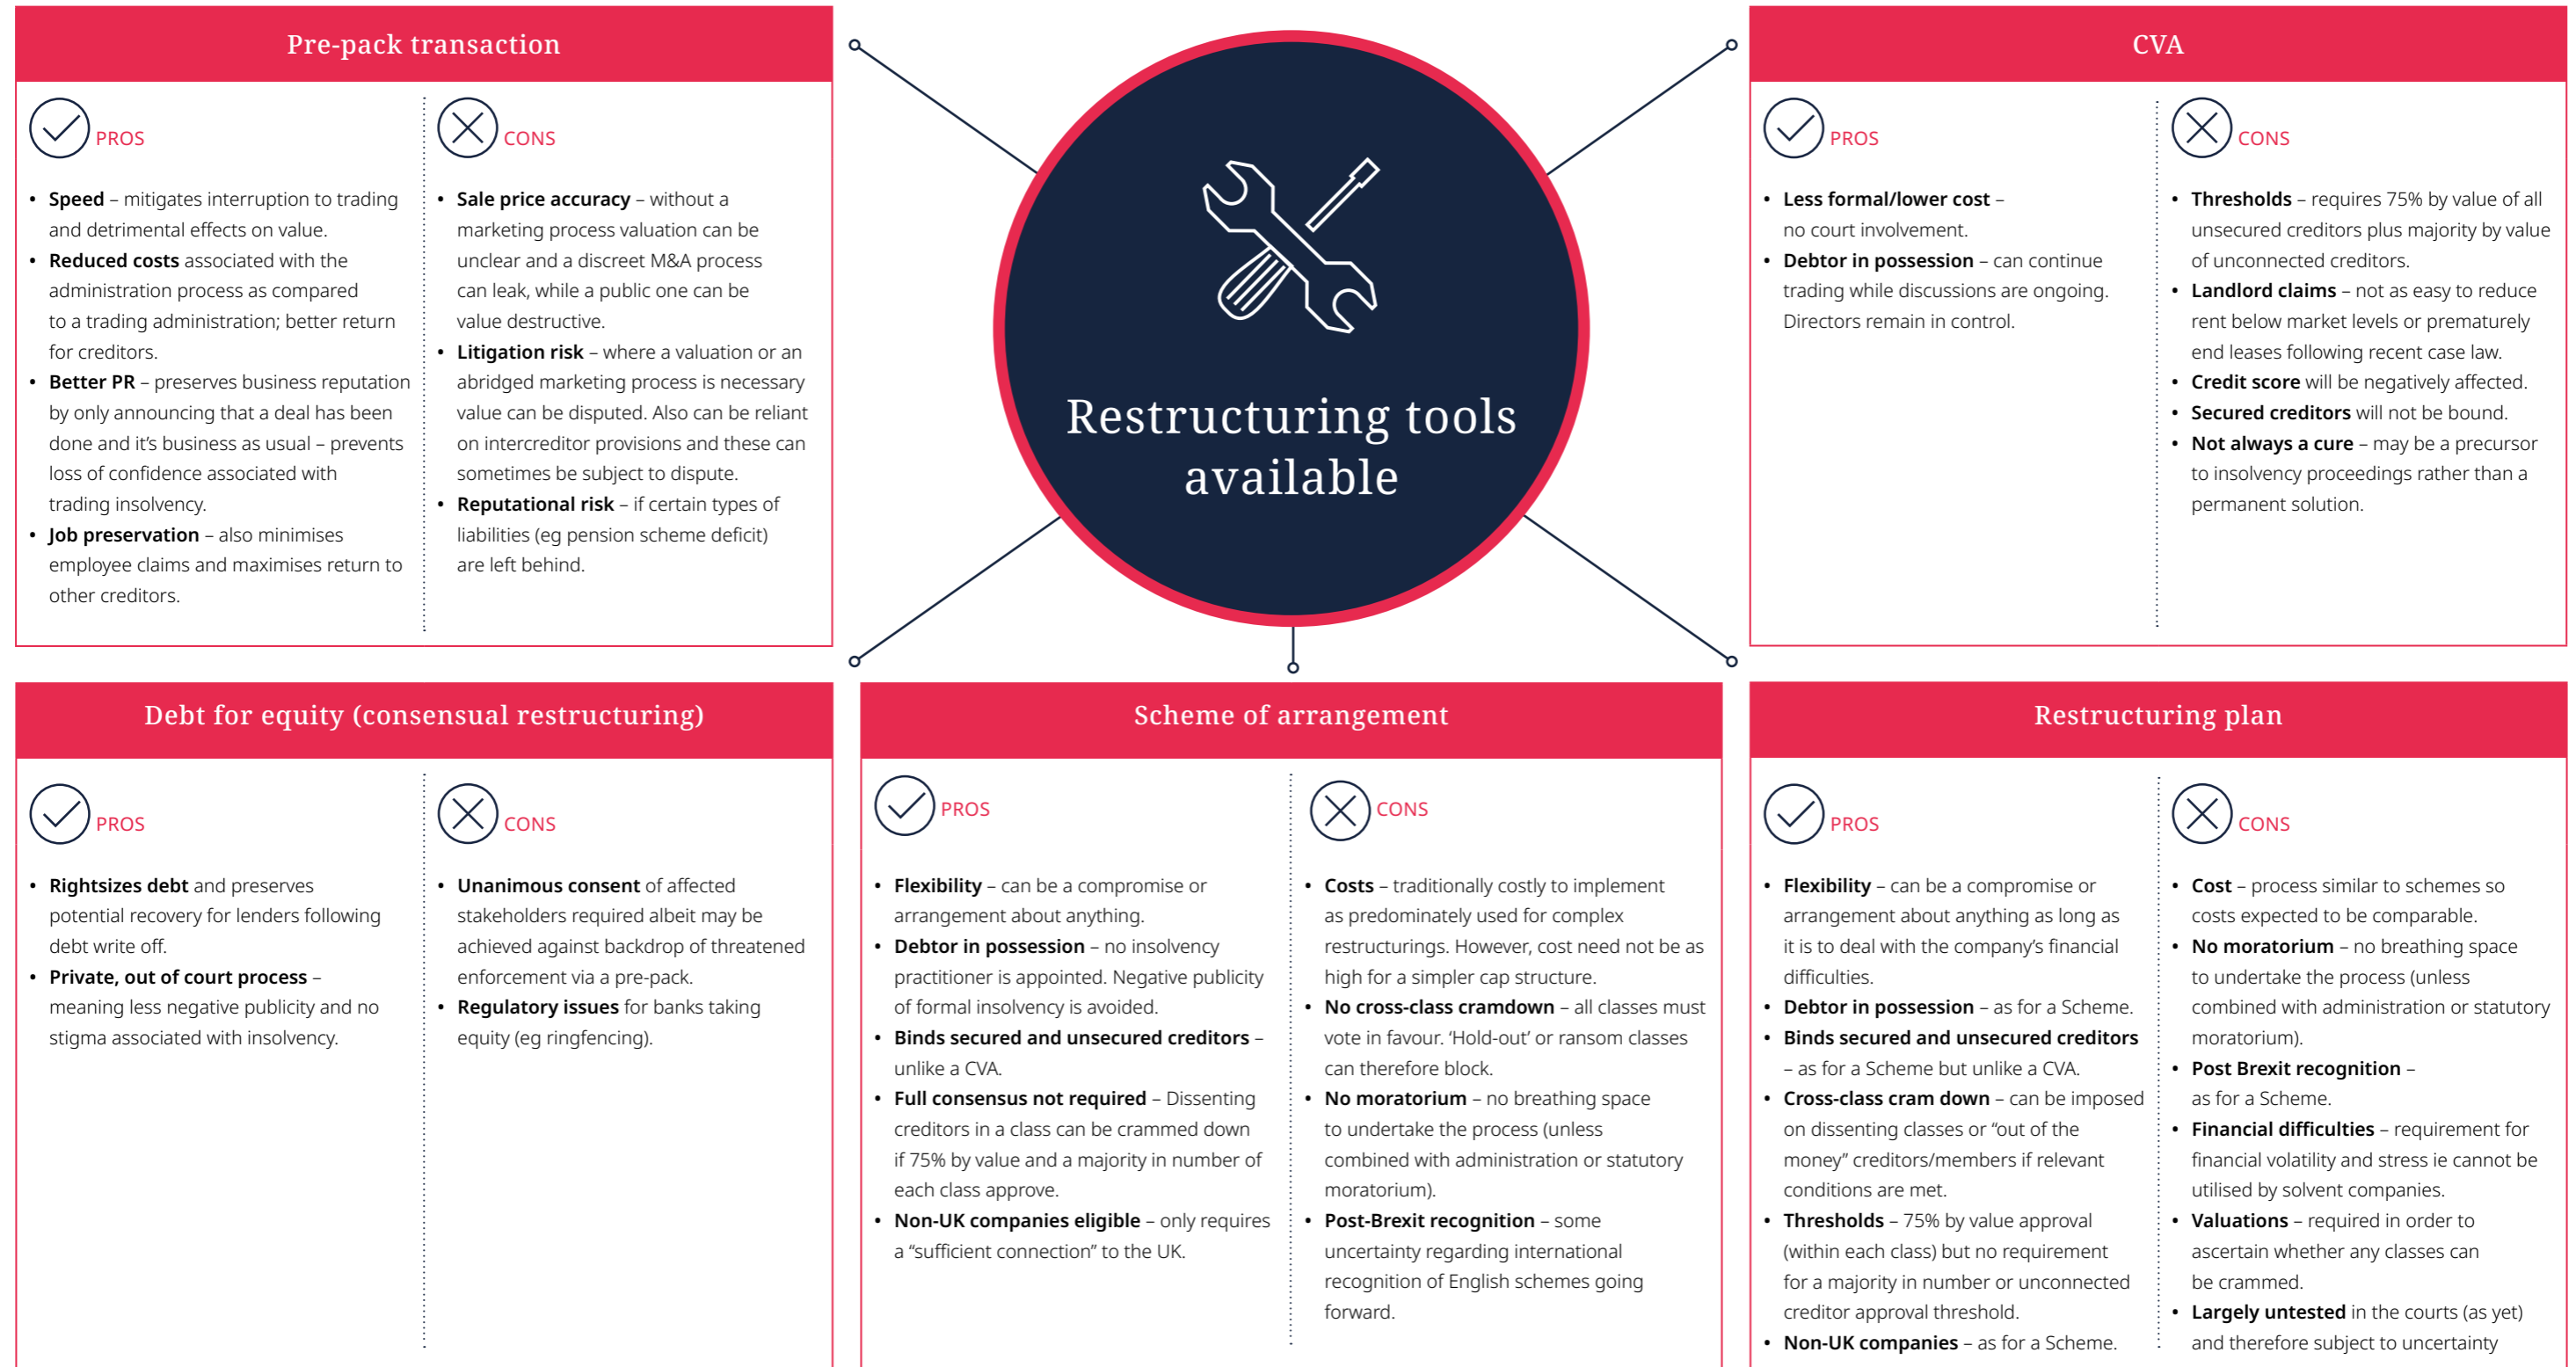 Pre-pack transaction
PROS
• Speed – mitigates interruption to trading
and detrimental effects on value.
• Reduced costs associated with the
administration process as compared
to a trading administration; better return
for creditors.
• Better PR – preserves business reputation
by only announcing that a deal has been
done and it’s business as usual – prevents
loss of confidence associated with
trading insolvency.
• Job preservation – also minimises
employee claims and maximises return to
other creditors.
CONS
• Sale price accuracy – without a
marketing process valuation can be
unclear and a discreet M&A process
can leak, while a public one can be
value destructive.
• Litigation risk – where a valuation or an
abridged marketing process is necessary
value can be disputed. Also can be reliant
on intercreditor provisions and these can
sometimes be subject to dispute.
• Reputational risk – if certain types of
liabilities (eg pension scheme deficit)
are left behind.
Restructuring tools
available
CVA
PROS
• Less formal/lower cost –
no court involvement.
• Debtor in possession – can continue
trading while discussions are ongoing.
Directors remain in control.
CONS
• Thresholds – requires 75% by value of all
unsecured creditors plus majority by value
of unconnected creditors.
• Landlord claims – not as easy to reduce
rent below market levels or prematurely
end leases following recent case law.
• Credit score will be negatively affected.
• Secured creditors will not be bound.
• Not always a cure – may be a precursor
to insolvency proceedings rather than a
permanent solution.
Debt for equity (consensual restructuring)
PROS
• Rightsizes debt and preserves
potential recovery for lenders following
debt write off.
• Private, out of court process –
meaning less negative publicity and no
stigma associated with insolvency.
CONS
• Unanimous consent of affected
stakeholders required albeit may be
achieved against backdrop of threatened
enforcement via a pre-pack.
• Regulatory issues for banks taking
equity (eg ringfencing).
Scheme of arrangement
PROS
• Flexibility – can be a compromise or
arrangement about anything.
• Debtor in possession – no insolvency
practitioner is appointed. Negative publicity
of formal insolvency is avoided.
• Binds secured and unsecured creditors –
unlike a CVA.
• Full consensus not required – Dissenting
creditors in a class can be crammed down
if 75% by value and a majority in number of
each class approve.
• Non-UK companies eligible – only requires
a “sufficient connection” to the UK.
CONS
• Costs – traditionally costly to implement
as predominately used for complex
restructurings. However, cost need not be as
high for a simpler cap structure.
• No cross-class cramdown – all classes must
vote in favour. ‘Hold-out’ or ransom classes
can therefore block.
• No moratorium – no breathing space
to undertake the process (unless
combined with administration or statutory
moratorium).
• Post-Brexit recognition – some
uncertainty regarding international
recognition of English schemes going
forward.
Restructuring plan
PROS
• Flexibility – can be a compromise or
arrangement about anything as long as
it is to deal with the company’s financial
difficulties.
• Debtor in possession – as for a Scheme.
• Binds secured and unsecured creditors
– as for a Scheme but unlike a CVA.
• Cross-class cram down – can be imposed
on dissenting classes or “out of the
money” creditors/members if relevant
conditions are met.
• Thresholds – 75% by value approval
(within each class) but no requirement
for a majority in number or unconnected
creditor approval threshold.
• Non-UK companies – as for a Scheme.
CONS
• Cost – process similar to schemes so
costs expected to be comparable.
• No moratorium – no breathing space
to undertake the process (unless
combined with administration or statutory
moratorium).
• Post Brexit recognition –
as for a Scheme.
• Financial difficulties – requirement for
financial volatility and stress ie cannot be
utilised by solvent companies.
• Valuations – required in order to
ascertain whether any classes can
be crammed.
• Largely untested in the courts (as yet)
and therefore subject to uncertainty